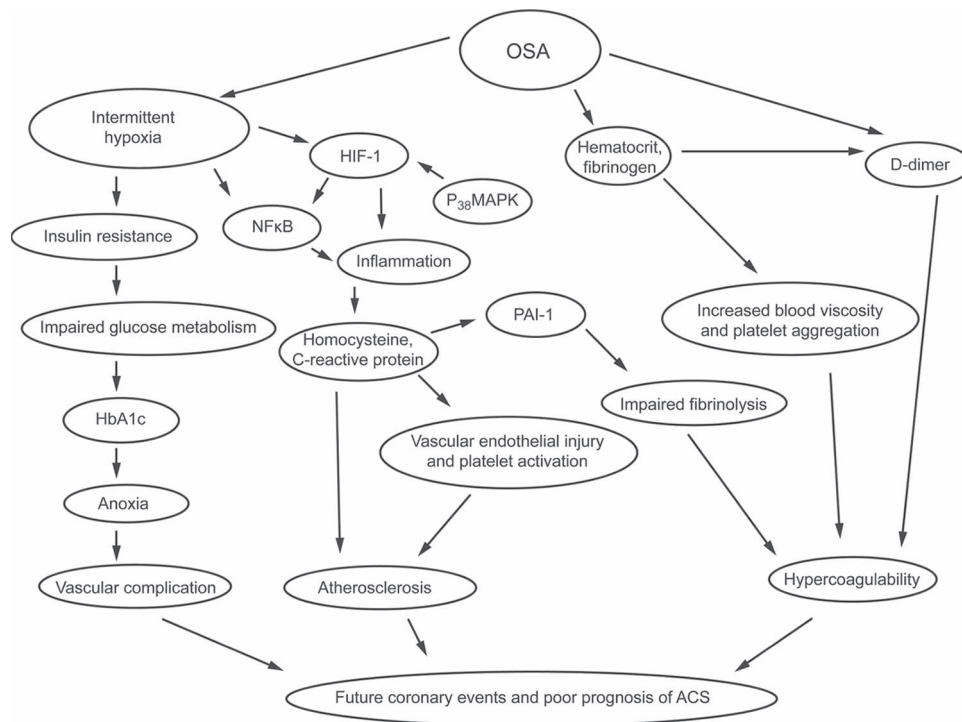 OSA
Intermittent
hypoxia
HIF-1
Hematocrit,
fibrinogen
D-dimer
P₃₈MAPK
NFκB
Insulin resistance
Inflammation
Impaired glucose metabolism
PAI-1
Increased blood viscosity
and platelet aggregation
Homocysteine,
C-reactive protein
HbA1c
Impaired fibrinolysis
Vascular endothelial injury
and platelet activation
Anoxia
Vascular complication
Atherosclerosis
Hypercoagulability
Future coronary events and poor prognosis of ACS